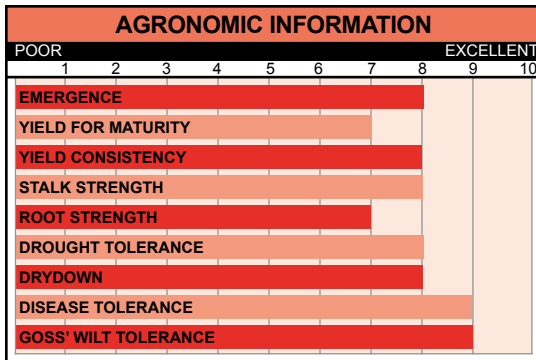 AGRONOMIC INFORMATION
POOR EXCELLENT
1 2 3 4 5 6 7 8 9 10
EMERGENCE
YIELD FOR MATURITY
YIELD CONSISTENCY
STALK STRENGTH
ROOT STRENGTH
DROUGHT TOLERANCE
DRYDOWN
DISEASE TOLERANCE
GOSS' WILT TOLERANCE